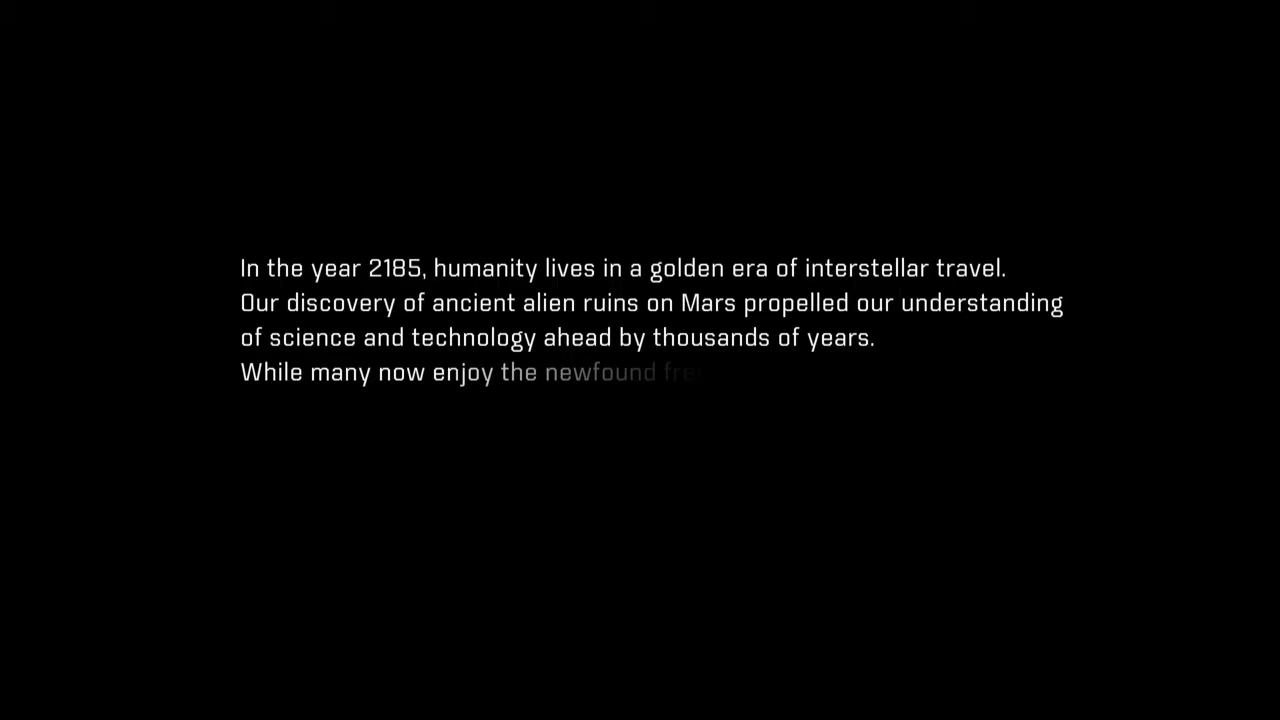 In the year 2185, humanity lives in a golden era of interstellar travel.
Our discovery of ancient alien ruins on Mars propelled our understanding
of science and technology ahead by thousands of years.
While many now enjoy the newfound fre